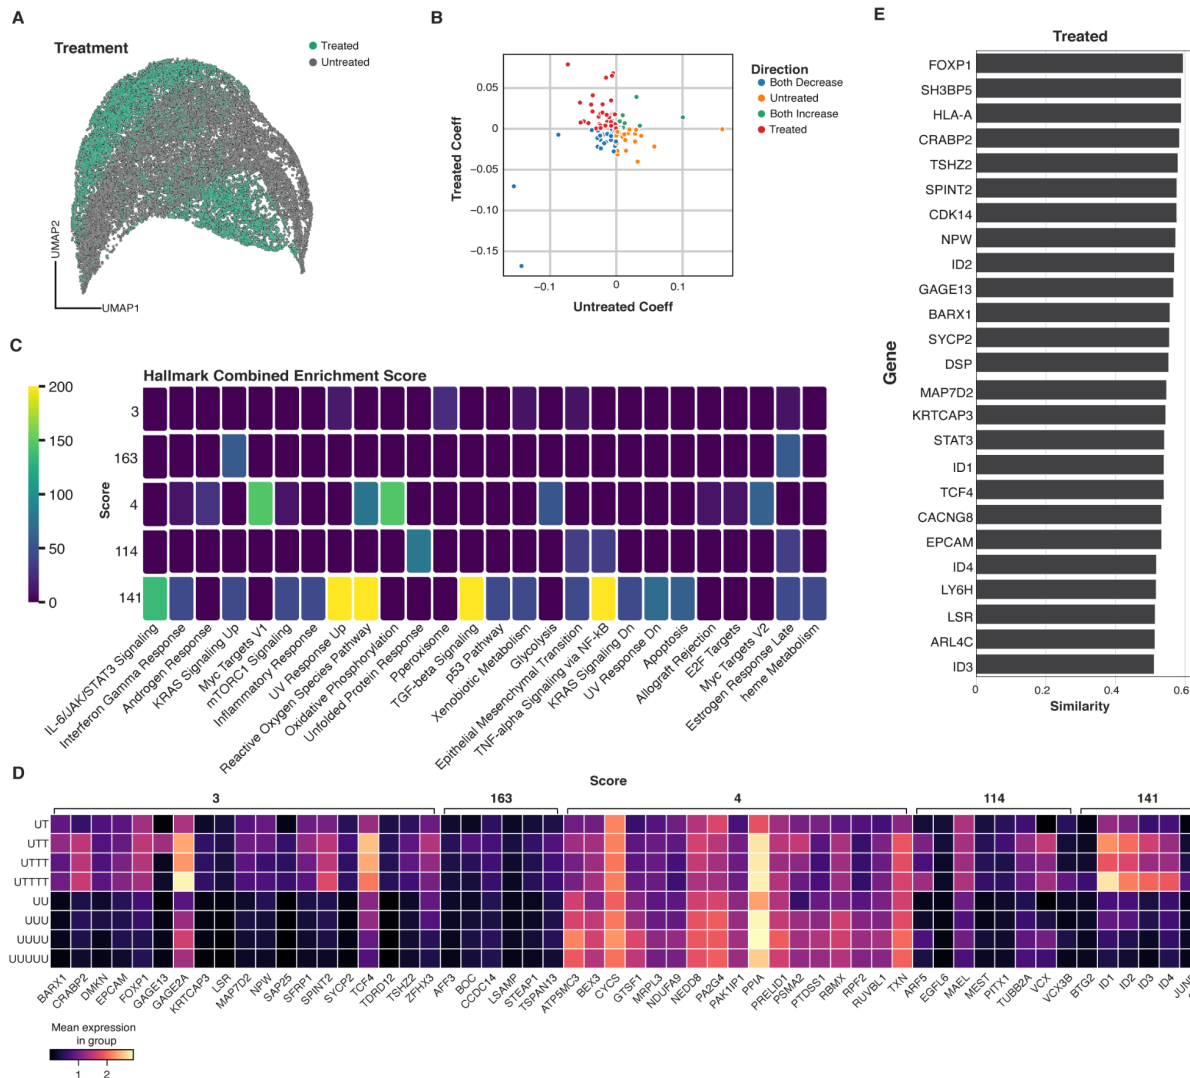 A
Treatment
Treated
Untreated
UMAP2
UMAP1
B
0.05
0
−0.05
−0.10
−0.15
Treated Coeff
−0.1
0
0.1
Untreated Coeff
Direction
Both Decrease
Untreated
Both Increase
Treated
E
Treated
Gene
FOXP1
SH3BP5
HLA-A
CRABP2
TSHZ2
SPINT2
CDK14
NPW
ID2
GAGE13
BARX1
SYCP2
DSP
MAP7D2
KRTCAP3
STAT3
ID1
TCF4
CACNG8
EPCAM
ID4
LY6H
LSR
ARL4C
ID3
0
0.2
0.4
0.6
Similarity
C
Hallmark Combined Enrichment Score
200
150
100
50
0
Score
3
163
4
114
141
IL-6/JAK/STAT3 Signaling
Interferon Gamma Response
Androgen Response
KRAS Signaling Up
Myc Targets V1
mTORC1 Signaling
Inflammatory Response
UV Response Up
Reactive Oxygen Species Pathway
Oxidative Phosphorylation
Unfolded Protein Response
Pperoxisome
TGF-beta Signaling
p53 Pathway
Xenobiotic Metabolism
Glycolysis
Epithelial Mesenchymal Transition
TNF-alpha Signaling via NF-kB
KRAS Signaling Dn
UV Response Dn
Apoptosis
Allograft Rejection
E2F Targets
Myc Targets V2
Estrogen Response Late
heme Metabolism
D
Score
3
163
4
114
141
UT
UTT
UTTT
UTTTT
UU
UUU
UUUU
UUUUU
BARX1
CRABP2
DMKN
EPCAM
FOXP1
GAGE13
GAGE2A
KRTCAP3
LSR
MAP7D2
NPW
SAP25
SFRP1
SPINT2
SYCP2
TCF4
TDRD12
TSHZ2
ZFHX3
AFF3
BOC
CCDC14
LSAMP
STEAP1
TSPAN13
ATP5MC3
BEX3
CYCS
GTSF1
MRPL3
NDUFA9
NEDD8
PA2G4
PAK1IP1
PPIA
PRELID1
PSMA2
PTDSS1
RBMX
RPF2
RUVBL1
TXN
ARF5
EGFL6
MAEL
MEST
PITX1
TUBB2A
VCX
VCX3B
BTG2
ID1
ID2
ID3
ID4
Mean expression
in group
1
2